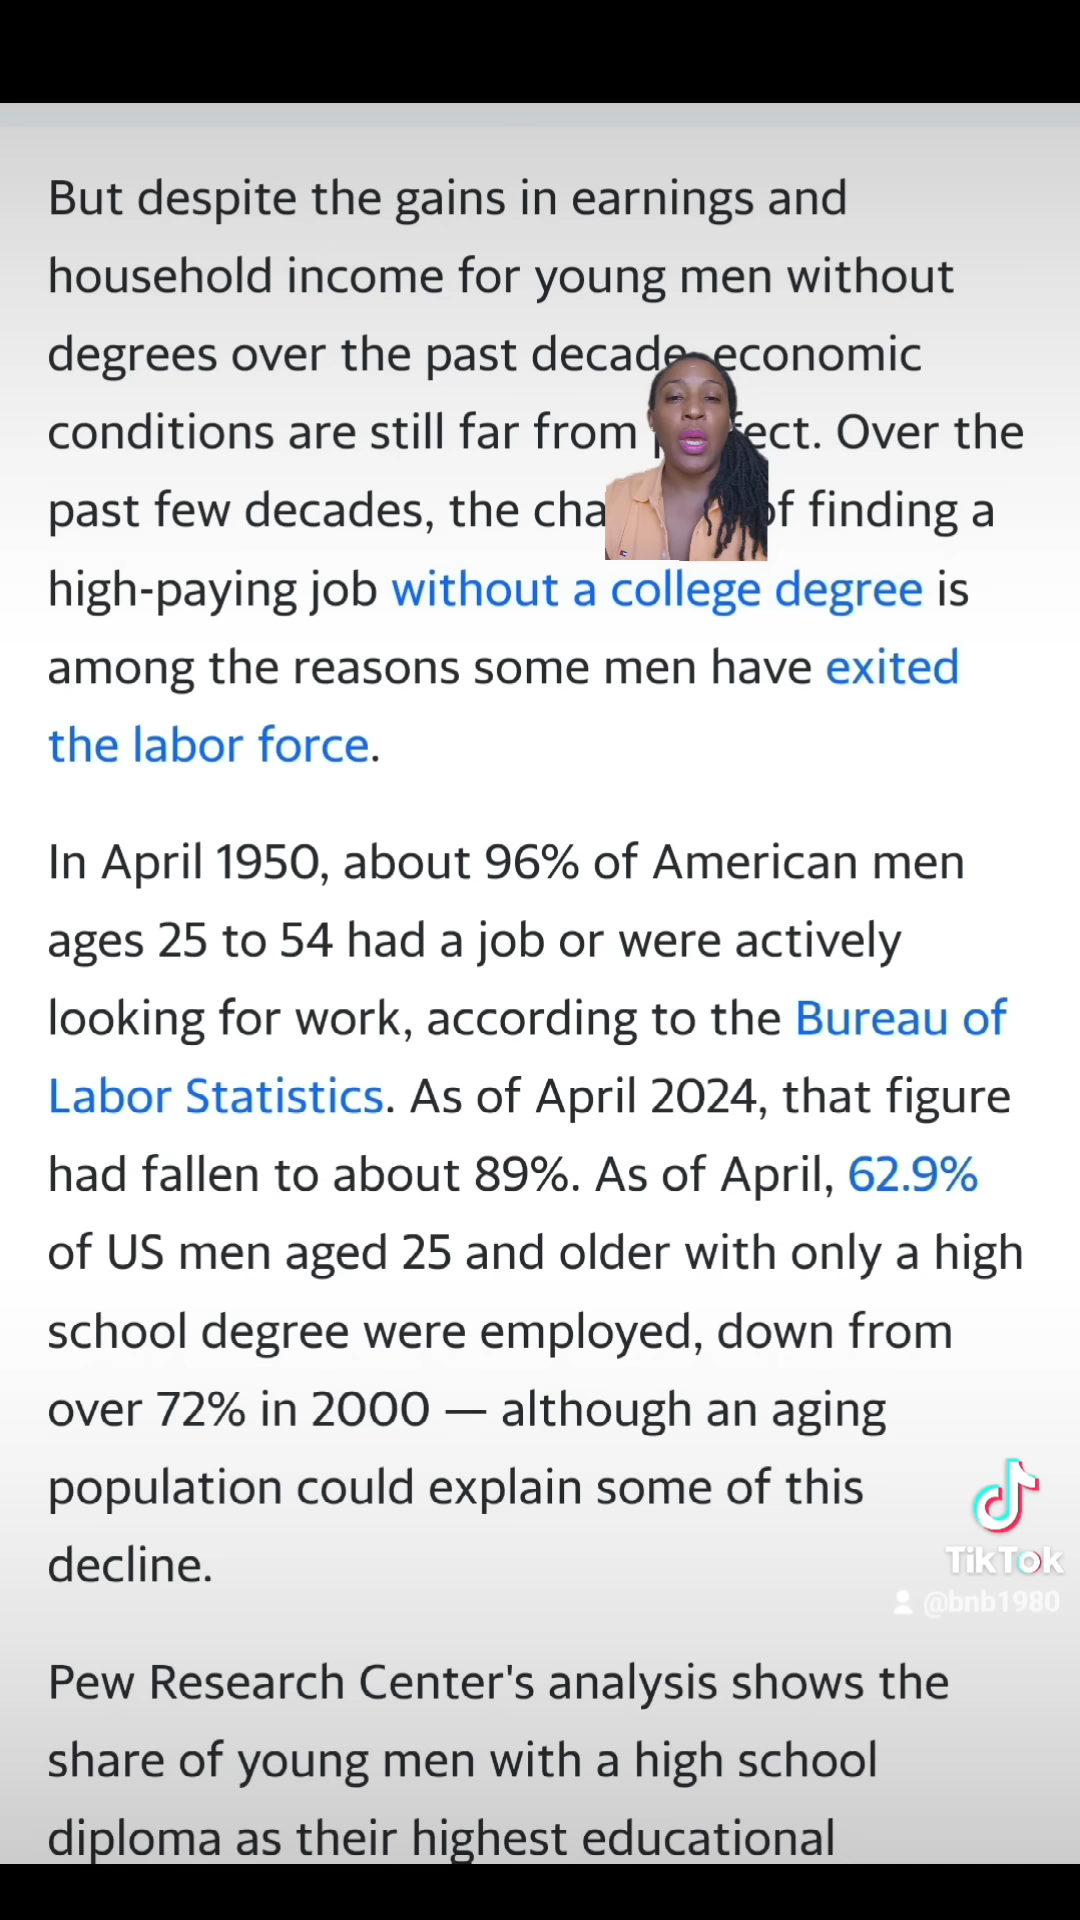 But despite the gains in earnings and
household income for young men without
degrees over the past decade, economic
conditions are still far from perfect. Over the
past few decades, the cha of finding a
high-paying job without a college degree is
among the reasons some men have exited
the labor force.
In April 1950, about 96% of American men
ages 25 to 54 had a job or were actively
looking for work, according to the Bureau of
Labor Statistics. As of April 2024, that figure
had fallen to about 89%. As of April, 62.9%
of US men aged 25 and older with only a high
school degree were employed, down from
over 72% in 2000 — although an aging
population could explain some of this
decline.
TikTok
@bnb1980
Pew Research Center's analysis shows the
share of young men with a high school
diploma as their highest educational